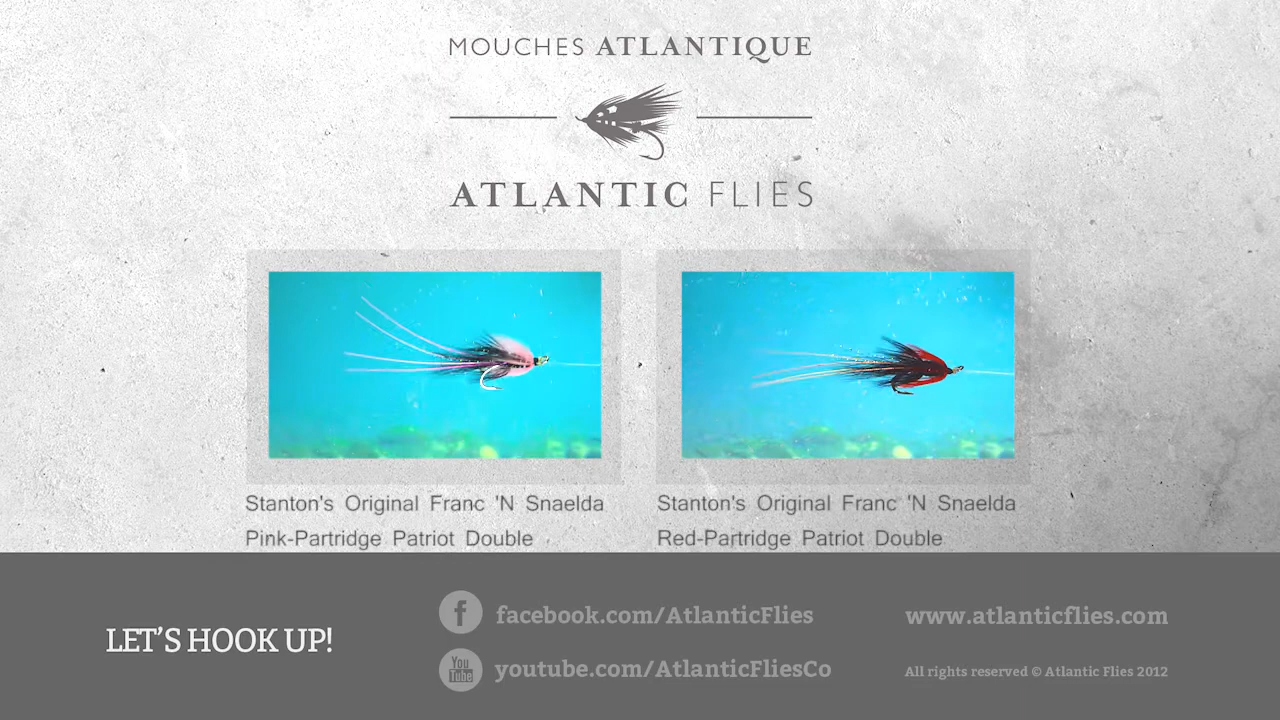 MOUCHES ATLANTIQUE
ATLANTIC FLIES
Stanton's Original Franc 'N Snaelda
Pink-Partridge Patriot Double
Stanton's Original Franc 'N Snaelda
Red-Partridge Patriot Double
LET'S HOOK UP!
facebook.com/AtlanticFlies
You Tube
youtube.com/AtlanticFliesCo
www.atlanticflies.com
All rights reserved © Atlantic Flies 2012